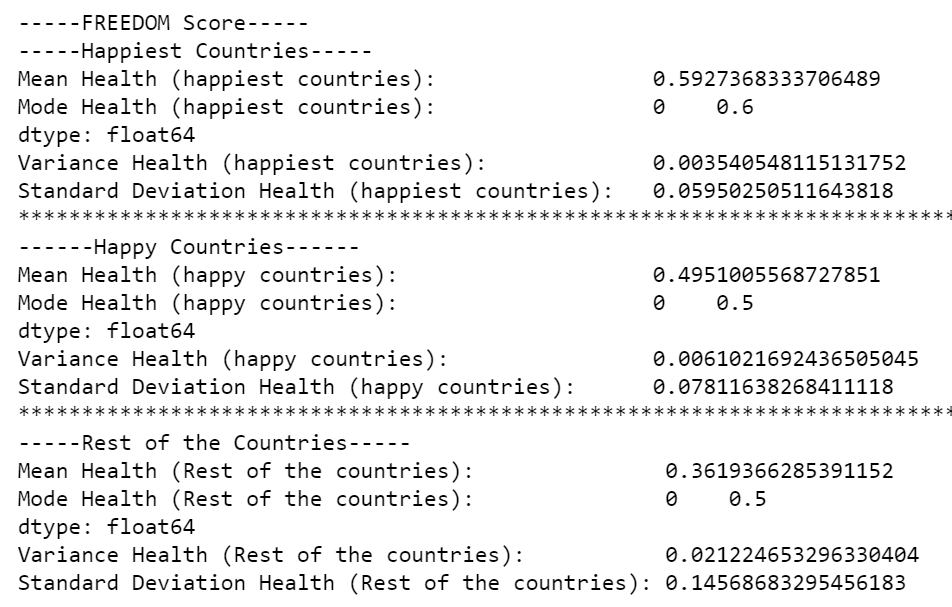 -----FREEDOM Score-----
-----Happiest Countries-----
Mean Health (happiest countries): 0.5927368333706489
Mode Health (happiest countries): 0 0.6
dtype: float64
Variance Health (happiest countries): 0.003540548115131752
Standard Deviation Health (happiest countries): 0.05950250511643818
***************************************************************************
------Happy Countries------
Mean Health (happy countries): 0.4951005568727851
Mode Health (happy countries): 0 0.5
dtype: float64
Variance Health (happy countries): 0.0061021692436505045
Standard Deviation Health (happy countries): 0.07811638268411118
***************************************************************************
-----Rest of the Countries-----
Mean Health (Rest of the countries): 0.3619366285391152
Mode Health (Rest of the countries): 0 0.5
dtype: float64
Variance Health (Rest of the countries): 0.021224653296330404
Standard Deviation Health (Rest of the countries): 0.14568683295456183